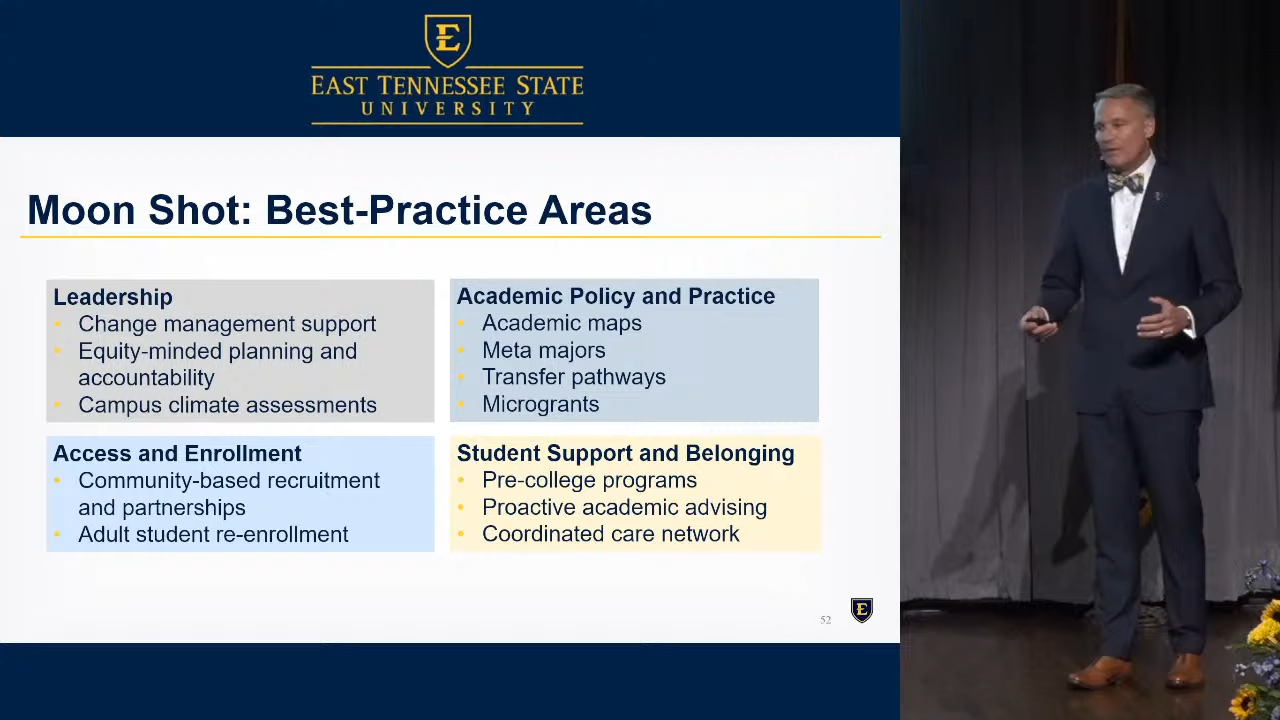 E
EAST TENNESSEE STATE
UNIVERSITY
Moon Shot: Best-Practice Areas
Leadership
• Change management support
• Equity-minded planning and
accountability
• Campus climate assessments
Academic Policy and Practice
• Academic maps
• Meta majors
• Transfer pathways
• Microgrants
Access and Enrollment
• Community-based recruitment
and partnerships
• Adult student re-enrollment
Student Support and Belonging
• Pre-college programs
• Proactive academic advising
• Coordinated care network
52
E